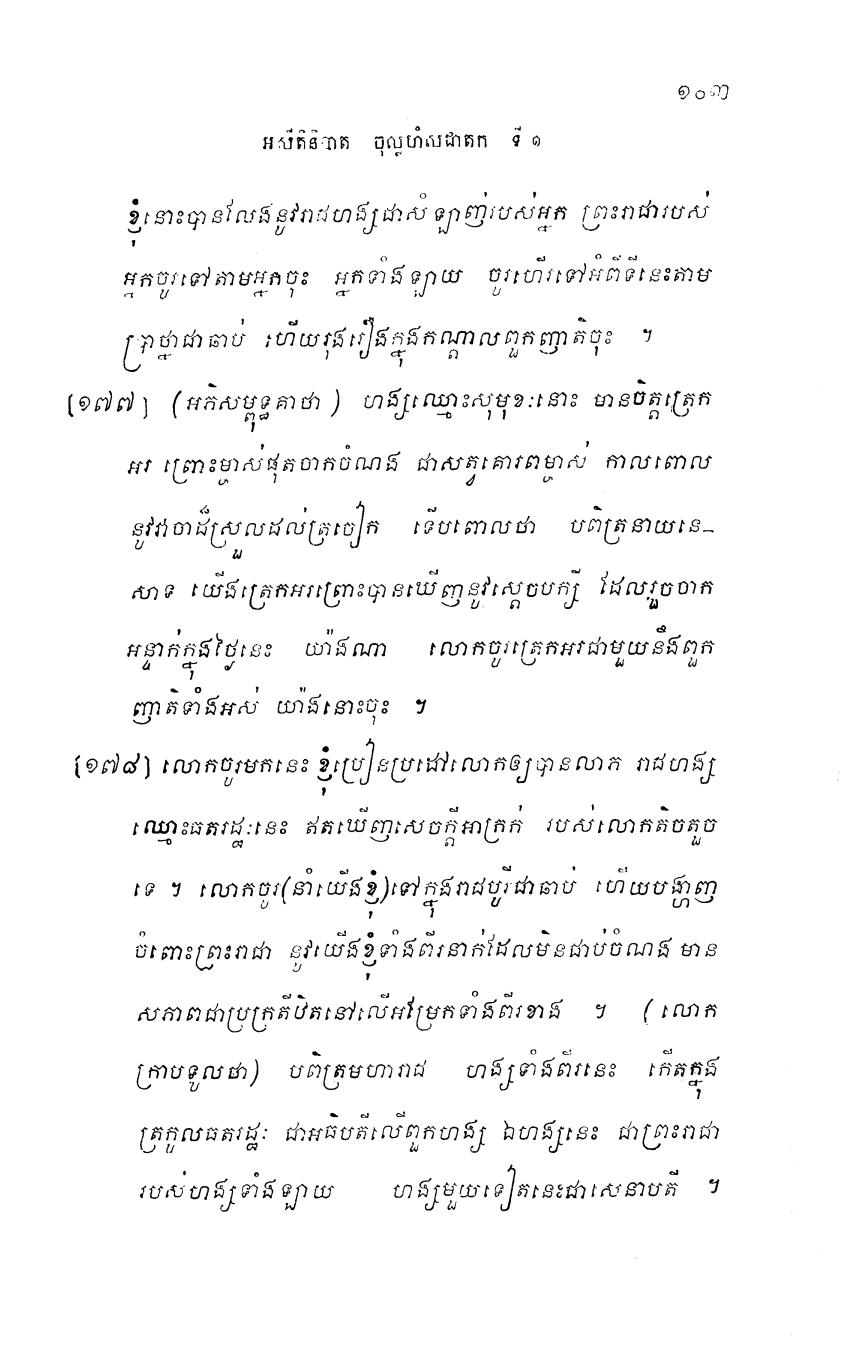 ១០៣
អសីតិនិបាត ចុល្លហំសជាតក ទី ១
ខ្ញុំនោះបានលែងនូវរាជហង្សជាសំឡាញ់របស់អ្នក ព្រះរាជារបស់
អ្នកចូរទៅតាមអ្នកចុះ អ្នកទាំងឡាយ ចូរហើរទៅអំពីទីនេះតាម
ប្រាថ្នាជាធាប់ ហើយរុងរឿងក្នុងកណ្តាលពួកញាតិចុះ ។
[១៧៧] (អភិសម្ពុទ្ធគាថា) ហង្សឈ្មោះសុមុខៈនោះ មានចិត្តត្រេក
អរ ព្រោះម្ចាស់ផុតចាកចំណង ជាសត្វគោរពម្ចាស់ កាលពោល
នូវវាចាដ៏ស្រួលដល់ត្រចៀក ទើបពោលថា បពិត្រនាយនេ-
សាទ យើងត្រេកអរព្រោះបានឃើញនូវស្តេចបក្សី ដែលរួចចាក
អន្ទាក់ក្នុងថ្ងៃនេះ យ៉ាងណា លោកចូរត្រេកអរជាមួយនឹងពួក
ញាតិទាំងអស់ យ៉ាងនោះចុះ ។
[១៧៨] លោកចូរមកនេះ ខ្ញុំប្រៀនប្រដៅលោកឲ្យបានលាភ រាជហង្ស
ឈ្មោះធតរដ្ឋៈនេះ ឥតឃើញសេចក្តីអាក្រក់ របស់លោកតិចតួច
ទេ ។ លោកចូរ(នាំយើងខ្ញុំ)ទៅក្នុងរាជបុរីជាធាប់ ហើយបង្ហាញ
ចំពោះព្រះរាជា នូវយើងខ្ញុំទាំងពីរនាក់ដែលមិនជាប់ចំណង មាន
សភាពជាប្រក្រតីឋិតនៅលើអម្រែកទាំងពីរខាង ។ (លោក
ក្រាបទូលថា) បពិត្រមហារាជ ហង្សទាំងពីរនេះ កើតក្នុង
ត្រកូលធតរដ្ឋៈ ជាអធិបតីលើពួកហង្ស ឯហង្សនេះ ជាព្រះរាជា
របស់ហង្សទាំងឡាយ ហង្សមួយទៀតនេះជាសេនាបតី ។